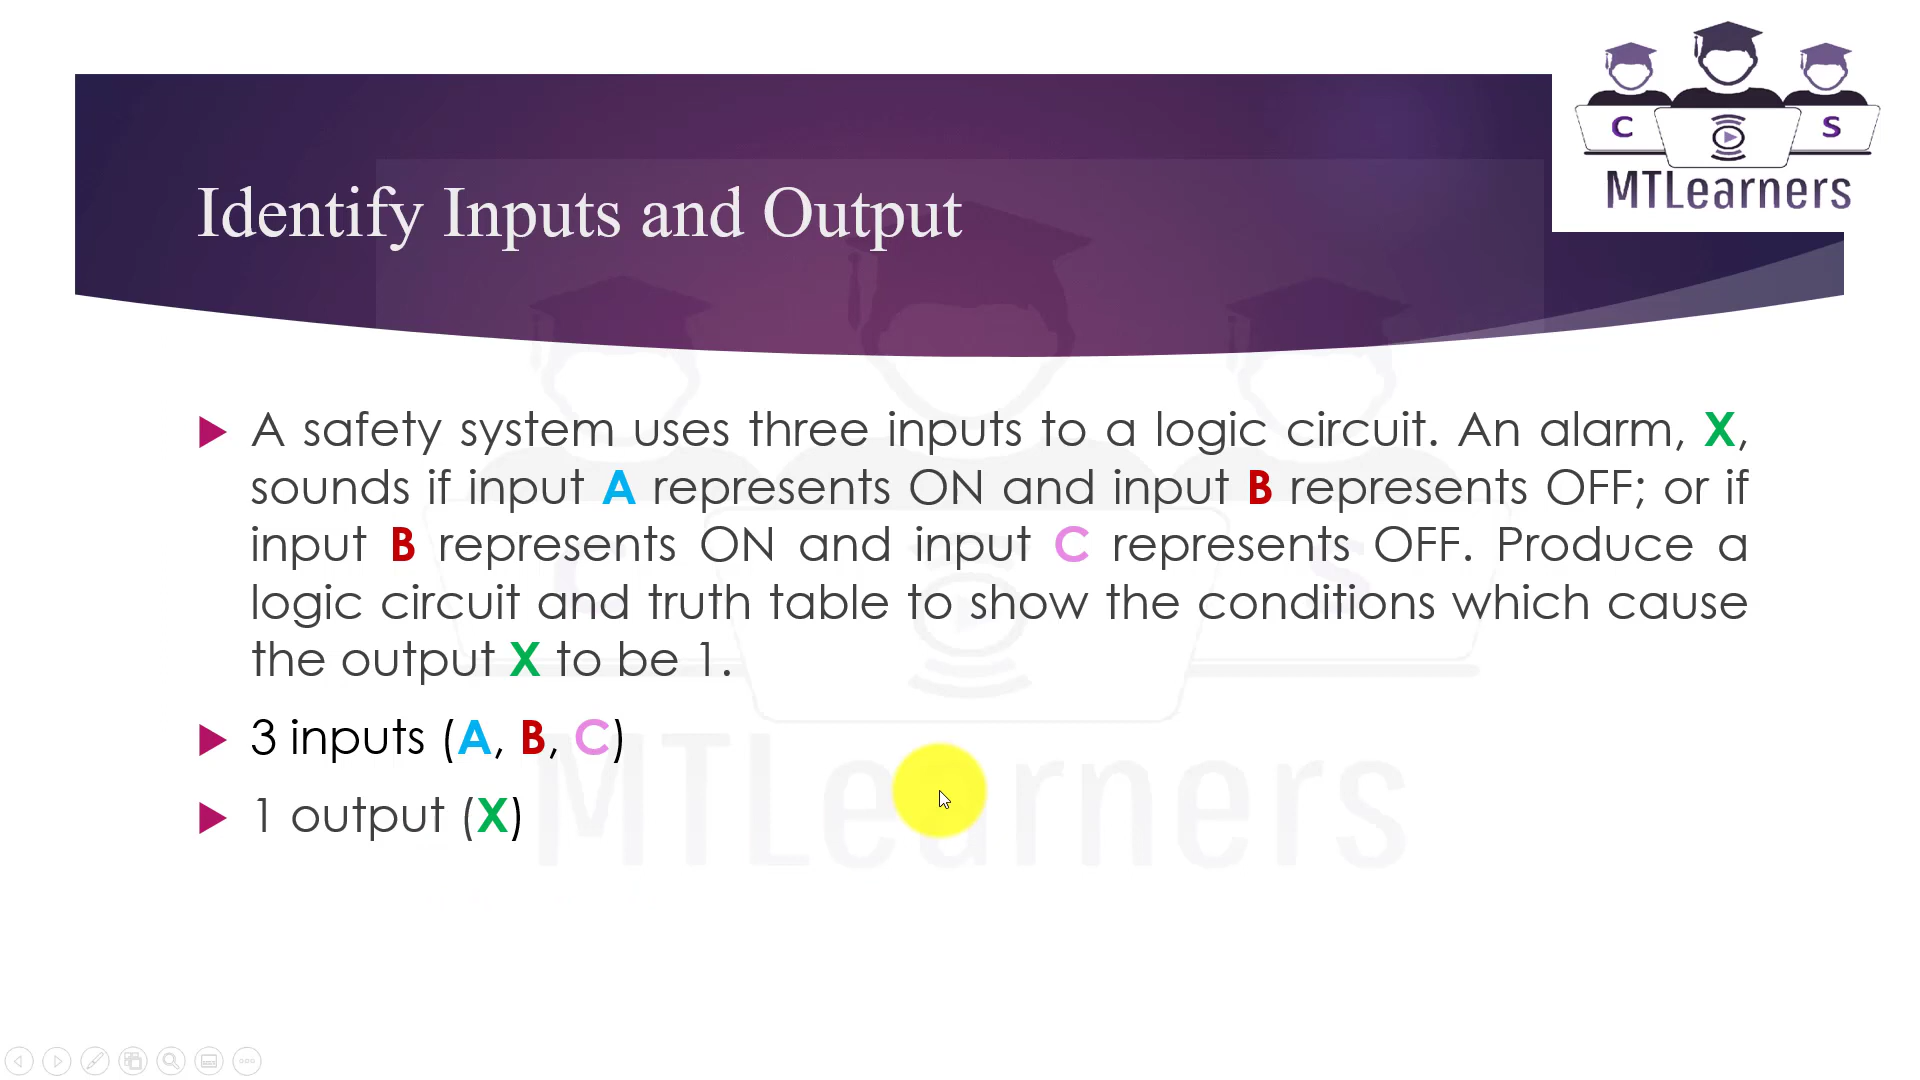 C S
MTLearners
Identify Inputs and Output
A safety system uses three inputs to a logic circuit. An alarm, X,
sounds if input A represents ON and input B represents OFF; or if
input B represents ON and input C represents OFF. Produce a
logic circuit and truth table to show the conditions which cause
the output X to be 1.
3 inputs (A, B, C)
1 output (X)
MTLearners